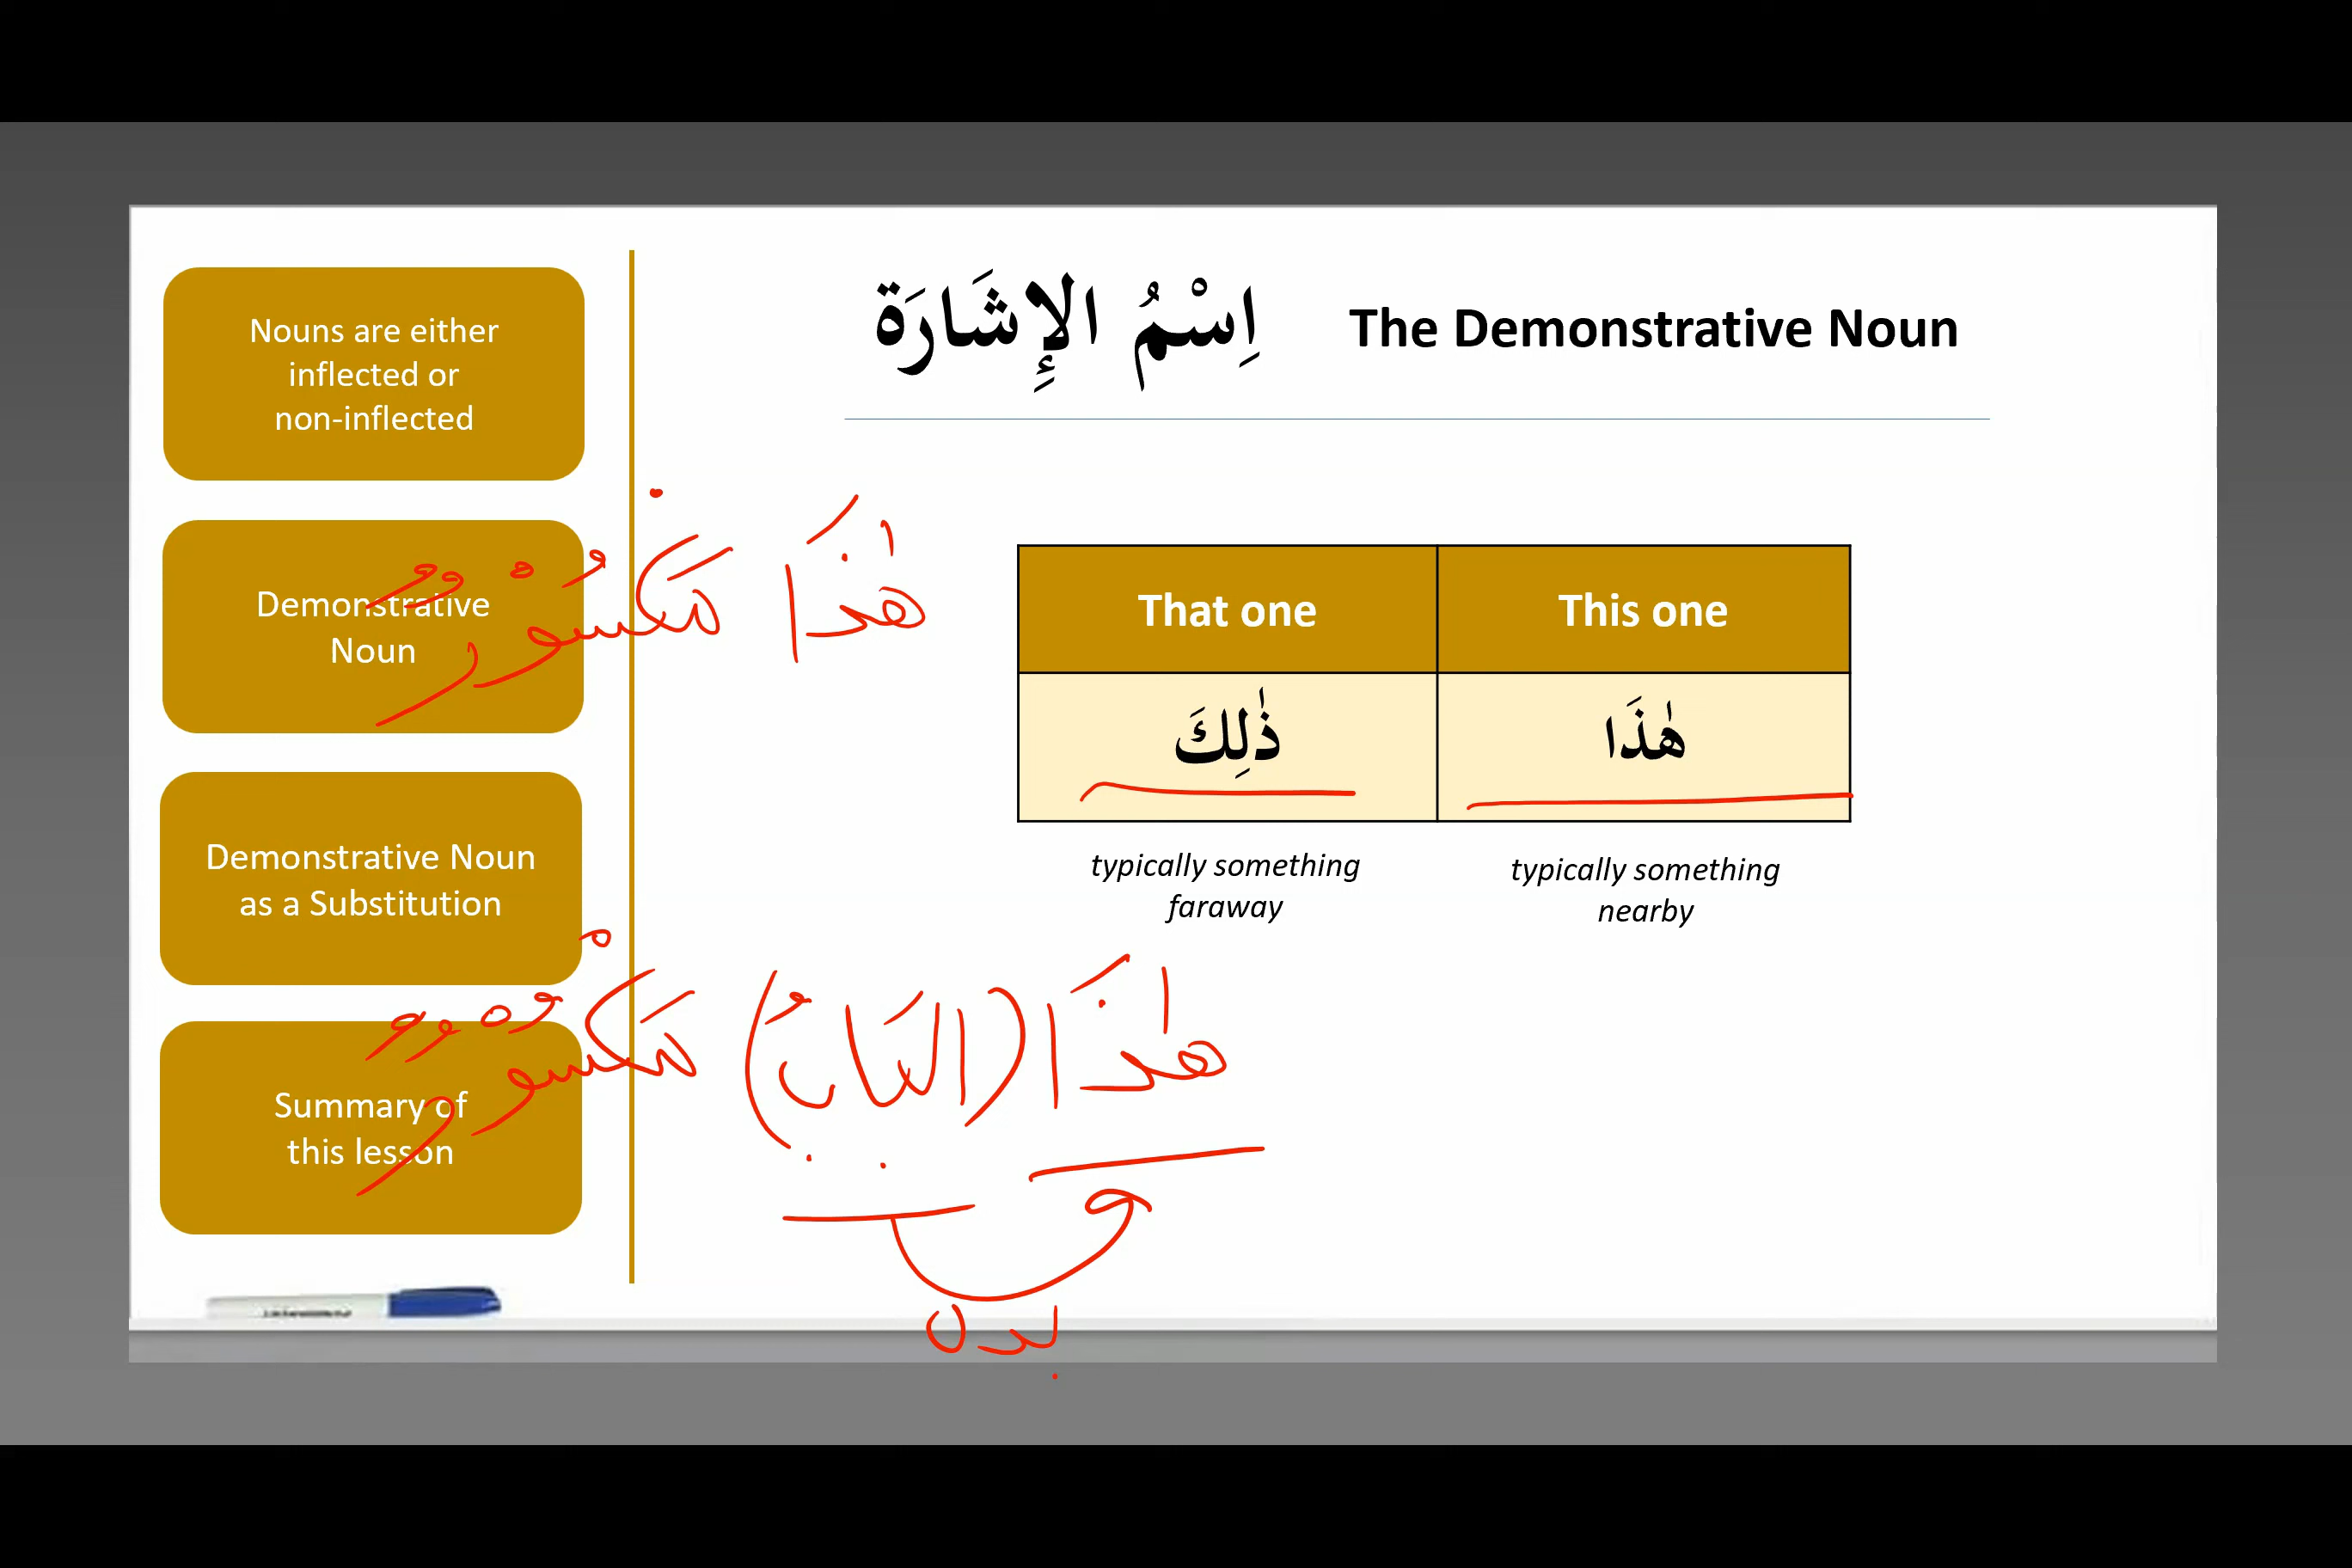 Nouns are either
inflected or
non-inflected
Demonstrative
Noun
Demonstrative Noun
as a Substitution
Summary of
this lesson
اِسْمُ الإِشَارَة The Demonstrative Noun
هٰذَا مَكْسُوْرٌ
That one This one
ذٰلِكَ هٰذَا
typically something
faraway
typically something
nearby
هٰذَا (البَابُ) مَكْسُوْرٌ
بدل